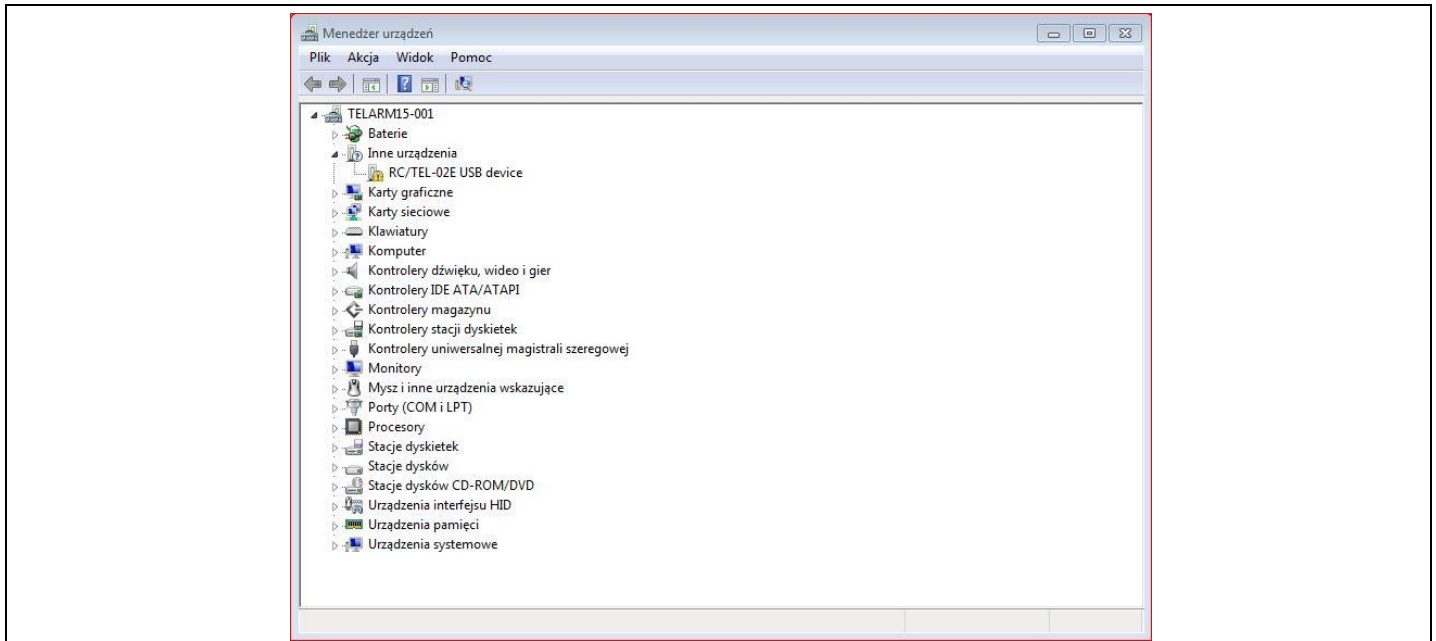 Menedżer urządzeń
Plik Akcja Widok Pomoc
TELARM15-001
Baterie
Inne urządzenia
RC/TEL-02E USB device
Karty graficzne
Karty sieciowe
Klawiatury
Komputer
Kontrolery dźwięku, wideo i gier
Kontrolery IDE ATA/ATAPI
Kontrolery magazynu
Kontrolery stacji dyskietek
Kontrolery uniwersalnej magistrali szeregowej
Monitory
Mysz i inne urządzenia wskazujące
Porty (COM i LPT)
Procesory
Stacje dyskietek
Stacje dysków
Stacje dysków CD-ROM/DVD
Urządzenia interfejsu HID
Urządzenia pamięci
Urządzenia systemowe